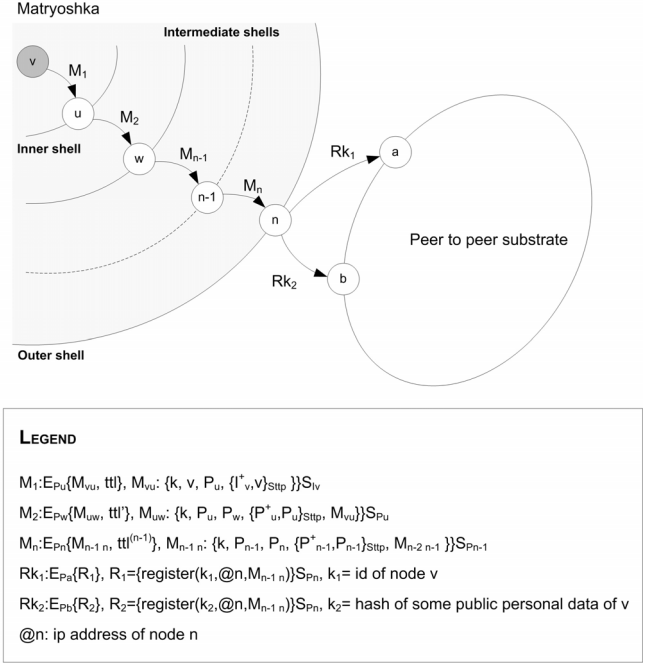 Matryoshka
Intermediate shells
v
M1
u
M2
Inner shell
w
Mn-1
n-1
Mn
n
Rk1
a
Peer to peer substrate
Rk2
b
Outer shell
LEGEND
M1:EPu{Mvu, ttl}, Mvu: {k, v, Pu, {I+v,v}Sttp }}SIv
M2:EPw{Muw, ttl'}, Muw: {k, Pu, Pw, {P+u,Pu}Sttp, Mvu}}SPu
Mn:EPn{Mn-1 n, ttl(n-1)}, Mn-1 n: {k, Pn-1, Pn, {P+n-1,Pn-1}Sttp, Mn-2 n-1 }}SPn-1
Rk1:EPa{R1}, R1={register(k1,@n,Mn-1 n)}SPn, k1= id of node v
Rk2:EPb{R2}, R2={register(k2,@n,Mn-1 n)}SPn, k2= hash of some public personal data of v
@n: ip address of node n